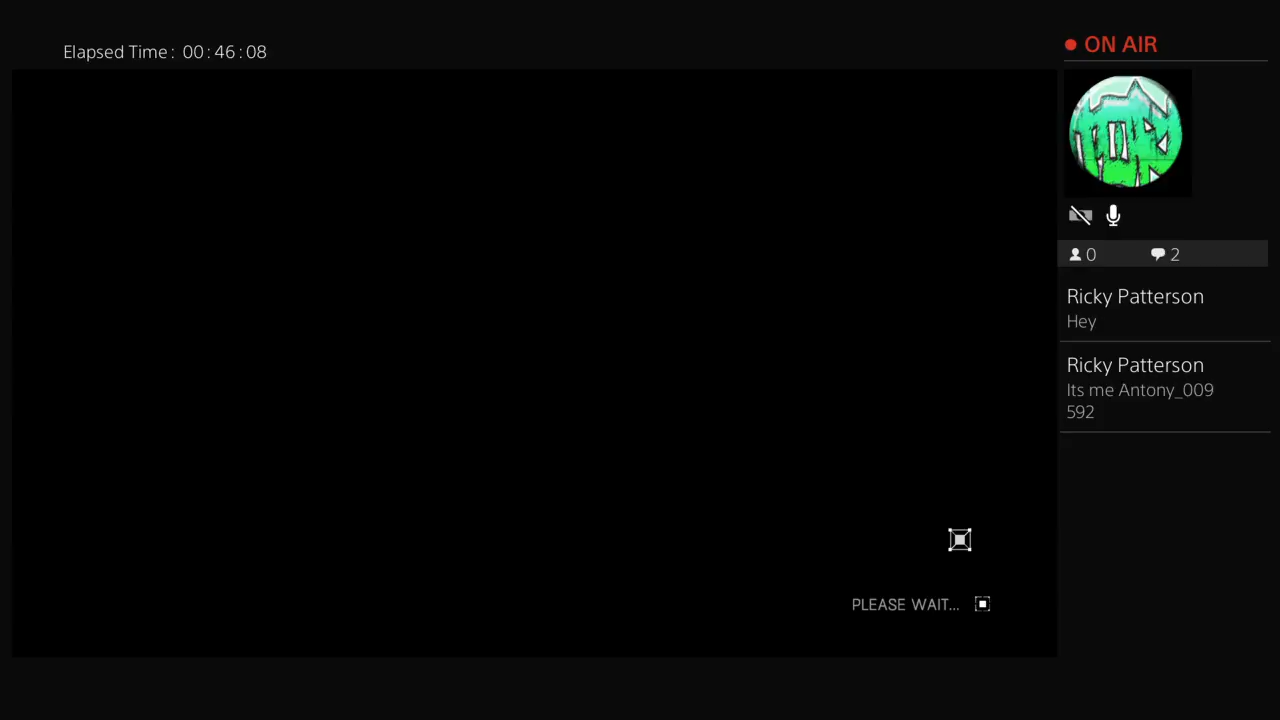 Elapsed Time: 00:46:08
ON AIR
0 2
Ricky Patterson
Hey
Ricky Patterson
Its me Antony_009
592
PLEASE WAIT...